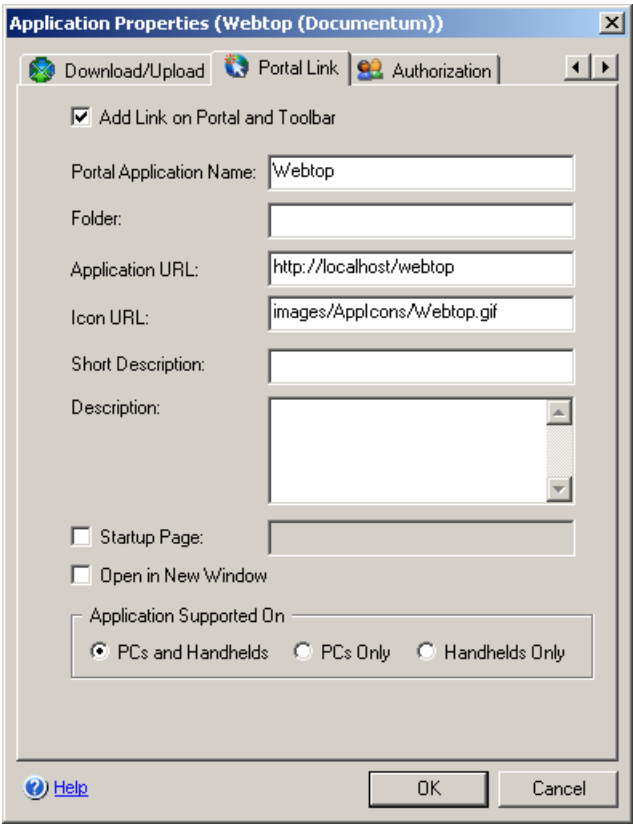 Application Properties (Webtop (Documentum))
Download/Upload Portal Link Authorization
Add Link on Portal and Toolbar
Portal Application Name: Webtop
Folder:
Application URL: http://localhost/webtop
Icon URL: images/AppIcons/Webtop.gif
Short Description:
Description:
Startup Page:
Open in New Window
Application Supported On
PCs and Handhelds PCs Only Handhelds Only
Help OK Cancel